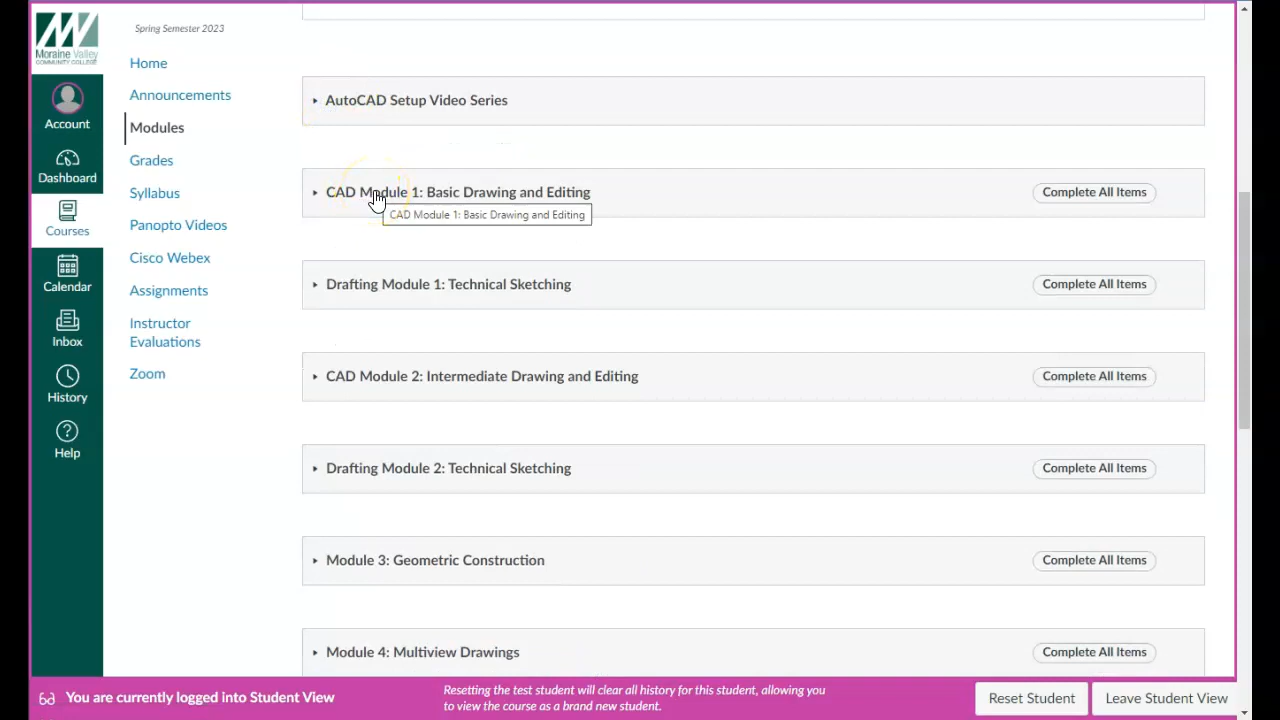 Moraine Valley
COMMUNITY COLLEGE
Account
Dashboard
Courses
Calendar
Inbox
History
Help
Spring Semester 2023
Home
Announcements
Modules
Grades
Syllabus
Panopto Videos
Cisco Webex
Assignments
Instructor
Evaluations
Zoom
AutoCAD Setup Video Series
CAD Module 1: Basic Drawing and Editing
Complete All Items
CAD Module 1: Basic Drawing and Editing
Drafting Module 1: Technical Sketching
Complete All Items
CAD Module 2: Intermediate Drawing and Editing
Complete All Items
Drafting Module 2: Technical Sketching
Complete All Items
Module 3: Geometric Construction
Complete All Items
Module 4: Multiview Drawings
Complete All Items
You are currently logged into Student View
Resetting the test student will clear all history for this student, allowing you
to view the course as a brand new student.
Reset Student
Leave Student View